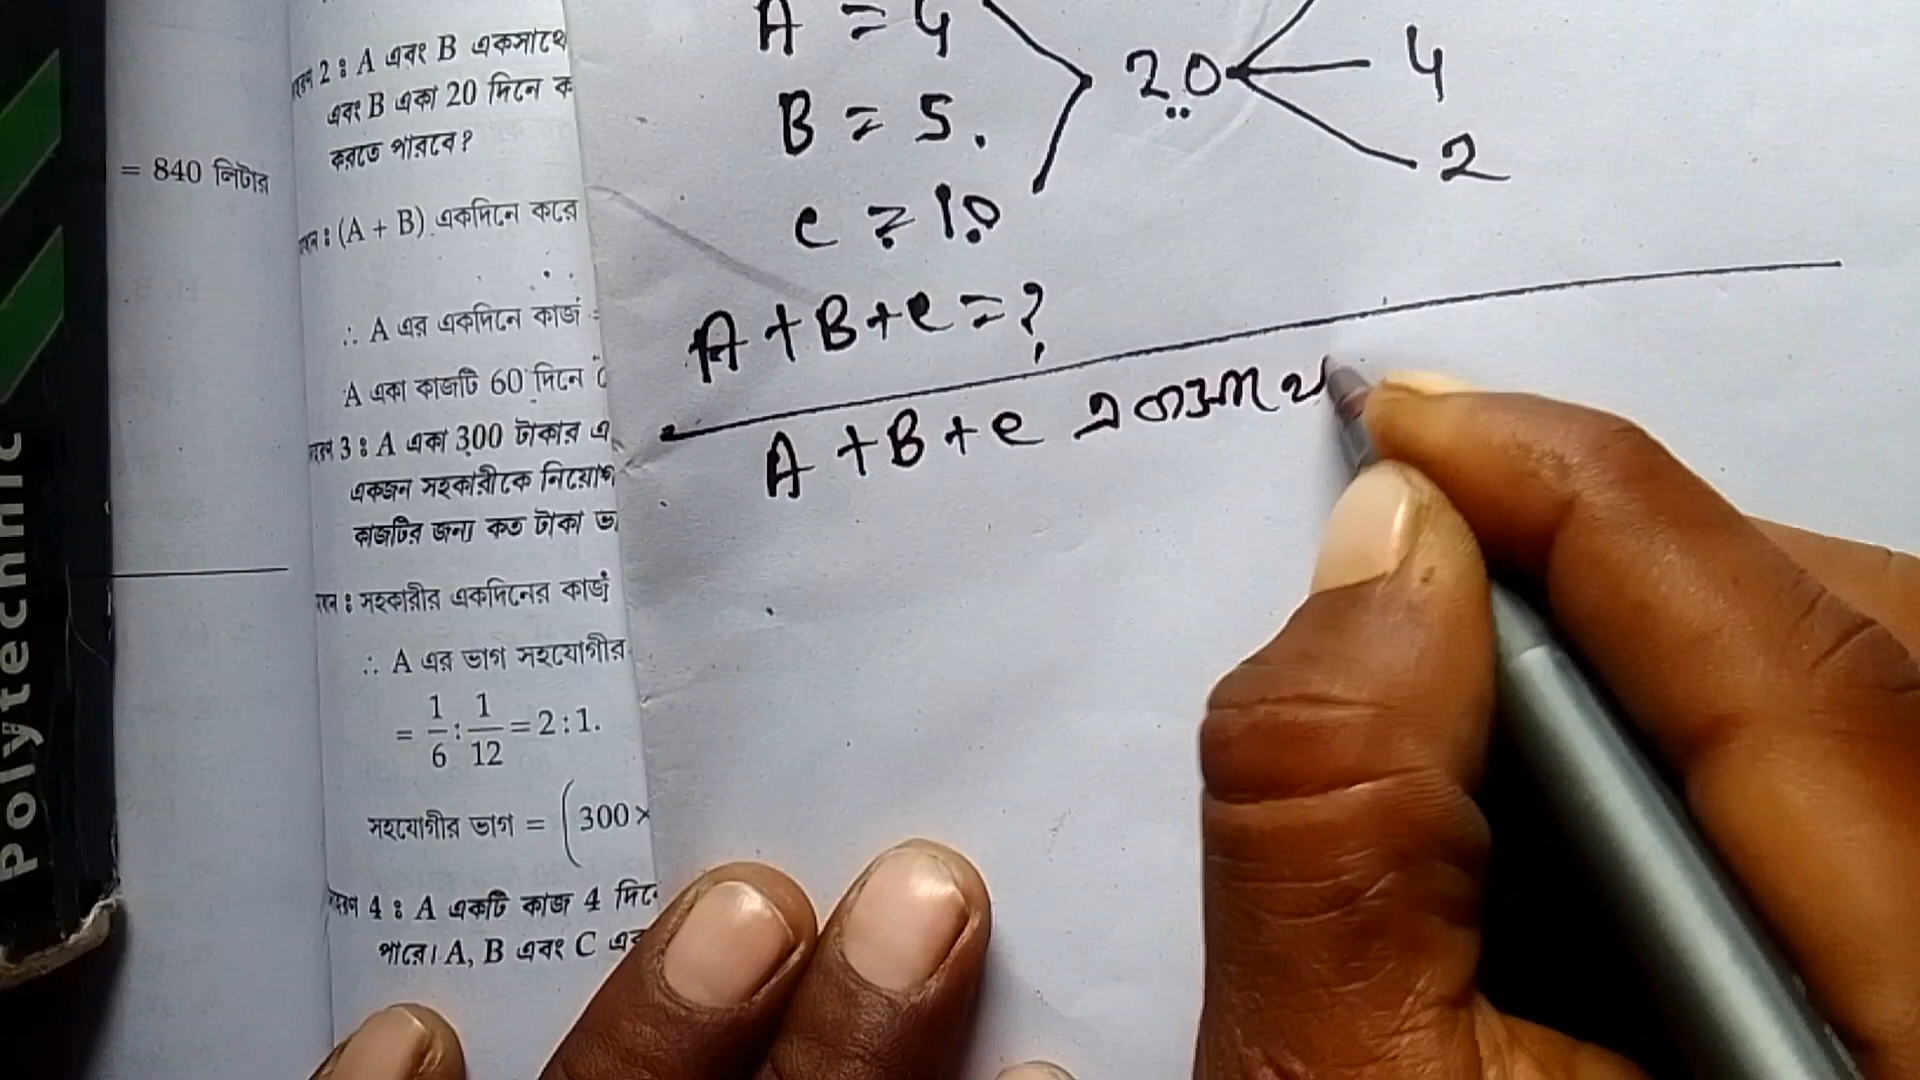 Polytechnic
= 840 লিটার
2 : A এবং B একসাথে
এবং B একা 20 দিনে ক
করতে পারবে?
(A + B) একদিনে করে
∴ A এর একদিনে কাজ =
A একা কাজটি 60 দিনে
3 : A একা 300 টাকার এ
একজন সহকারীকে নিয়োগ
কাজটির জন্য কত টাকা
: সহকারীর একদিনের কাজ
∴ A এর ভাগ সহযোগীর
= 1/6 : 1/12 = 2 : 1.
সহযোগীর ভাগ = (300 ×
4 : A একটি কাজ 4 দিনে
পারে। A, B এবং C এব
A = 4
B = 5.
C = 10
20
4
2
A + B + C = ?
A + B + C একসাথে